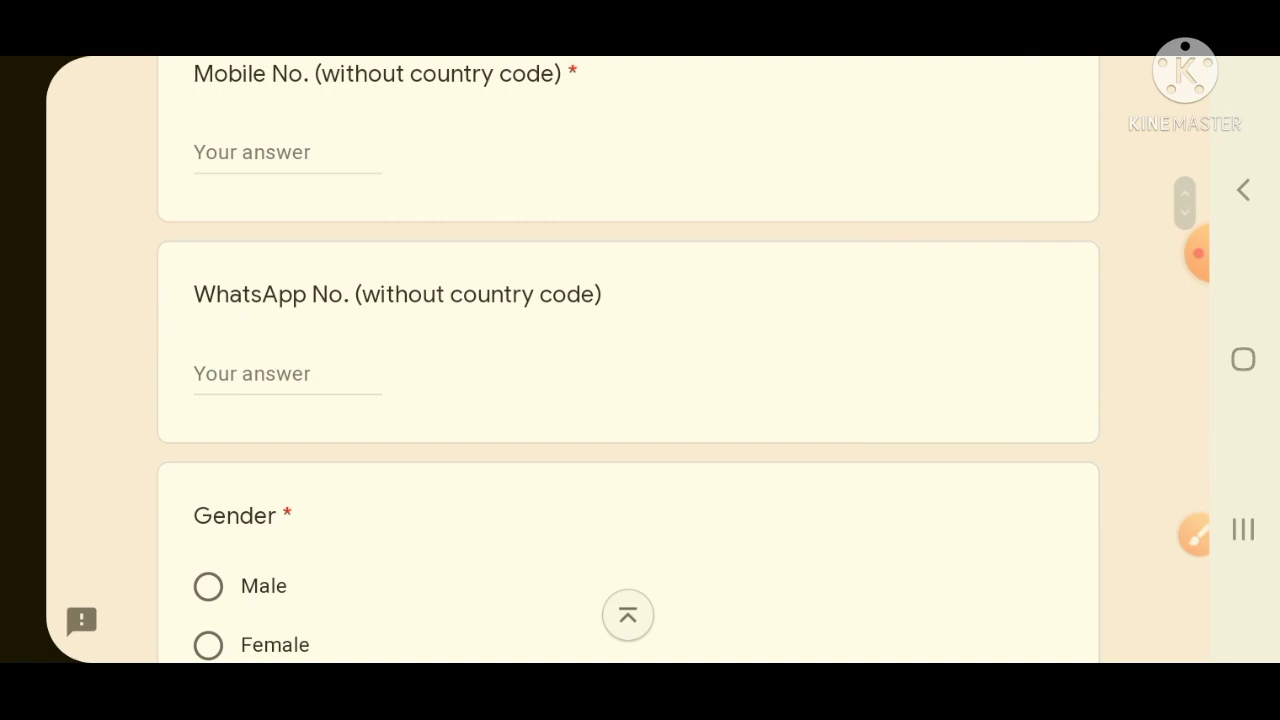 Mobile No. (without country code) *
Your answer
KINEMASTER
WhatsApp No. (without country code)
Your answer
Gender *
Male
Female